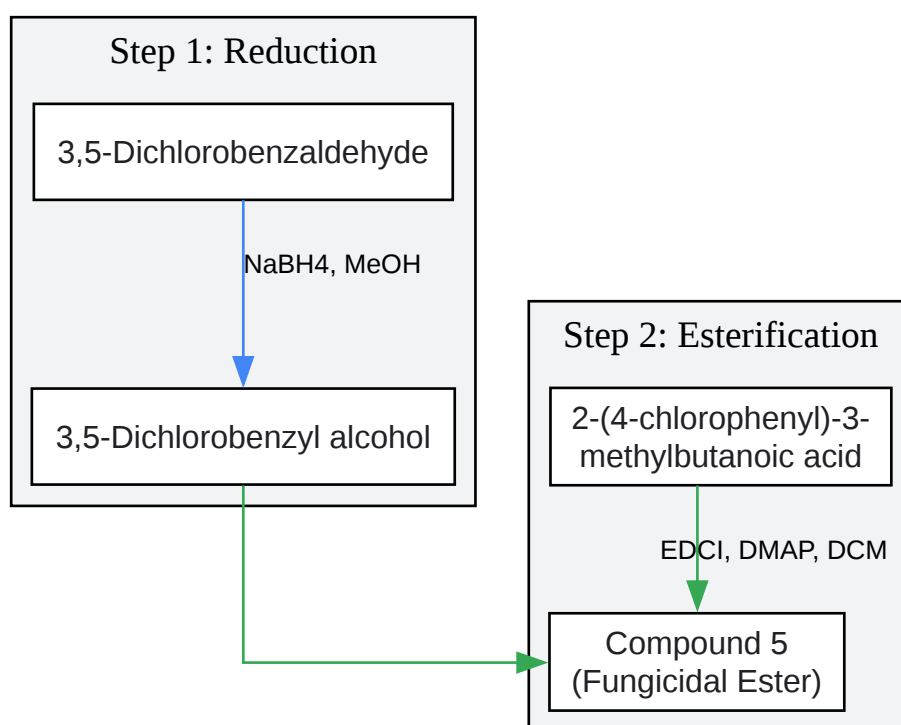 Step 1: Reduction
3,5-Dichlorobenzaldehyde
NaBH4, MeOH
3,5-Dichlorobenzyl alcohol
Step 2: Esterification
2-(4-chlorophenyl)-3-
methylbutanoic acid
EDCI, DMAP, DCM
Compound 5
(Fungicidal Ester)